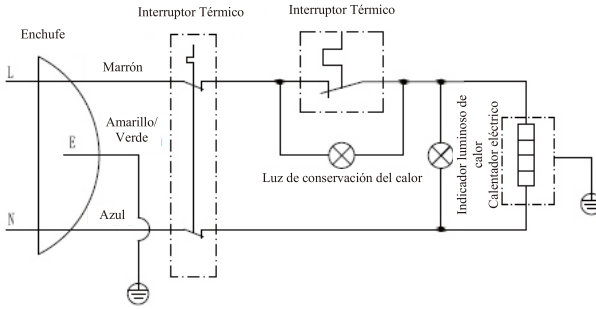 Interruptor Térmico
Interruptor Térmico
Enchufe
L
Marrón
Amarillo/
Verde
E
Luz de conservación del calor
Indicador luminoso de
calor
Calentador eléctrico
N
Azul